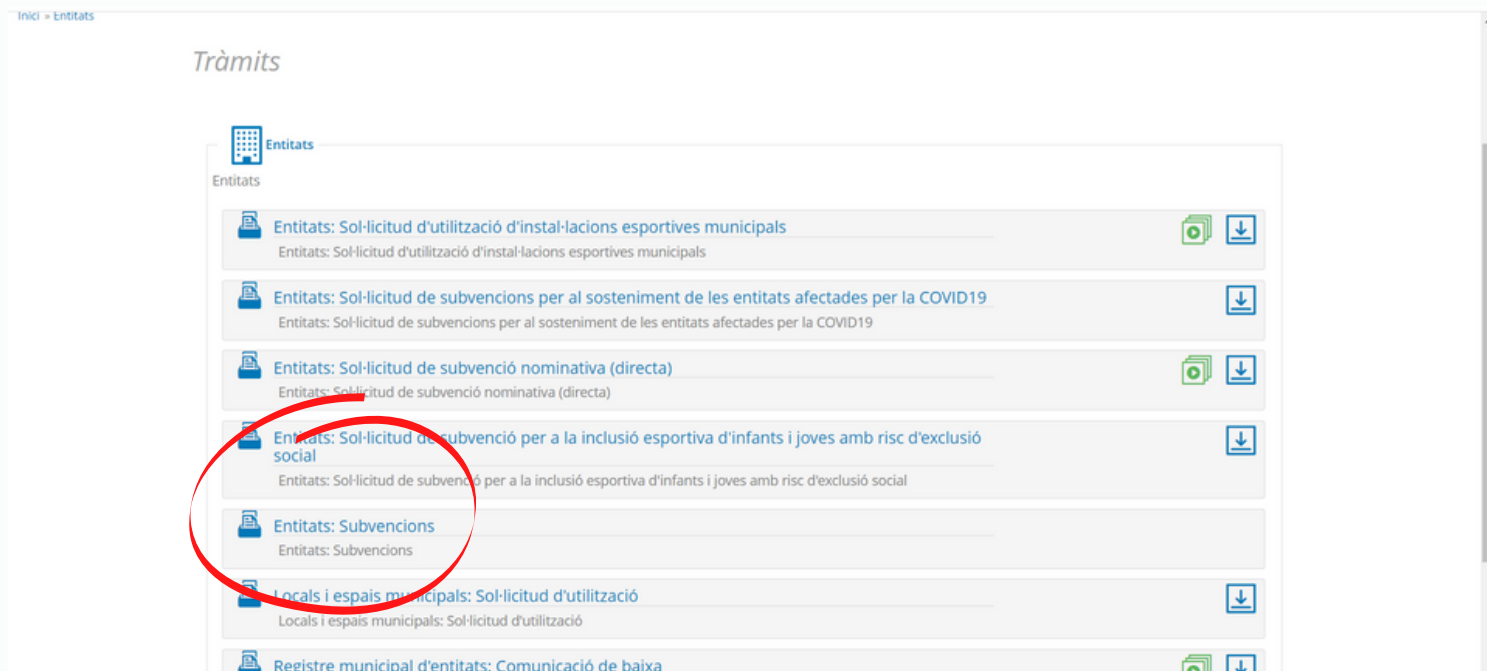 Inici » Entitats
Tràmits
Entitats
Entitats
Entitats: Sol·licitud d'utilització d'instal·lacions esportives municipals
Entitats: Sol·licitud d'utilització d'instal·lacions esportives municipals
Entitats: Sol·licitud de subvencions per al sosteniment de les entitats afectades per la COVID19
Entitats: Sol·licitud de subvencions per al sosteniment de les entitats afectades per la COVID19
Entitats: Sol·licitud de subvenció nominativa (directa)
Entitats: Sol·licitud de subvenció nominativa (directa)
Entitats: Sol·licitud de subvenció per a la inclusió esportiva d'infants i joves amb risc d'exclusió
social
Entitats: Sol·licitud de subvenció per a la inclusió esportiva d'infants i joves amb risc d'exclusió social
Entitats: Subvencions
Entitats: Subvencions
Locals i espais municipals: Sol·licitud d'utilització
Locals i espais municipals: Sol·licitud d'utilització
Registre municipal d'entitats: Comunicació de baixa